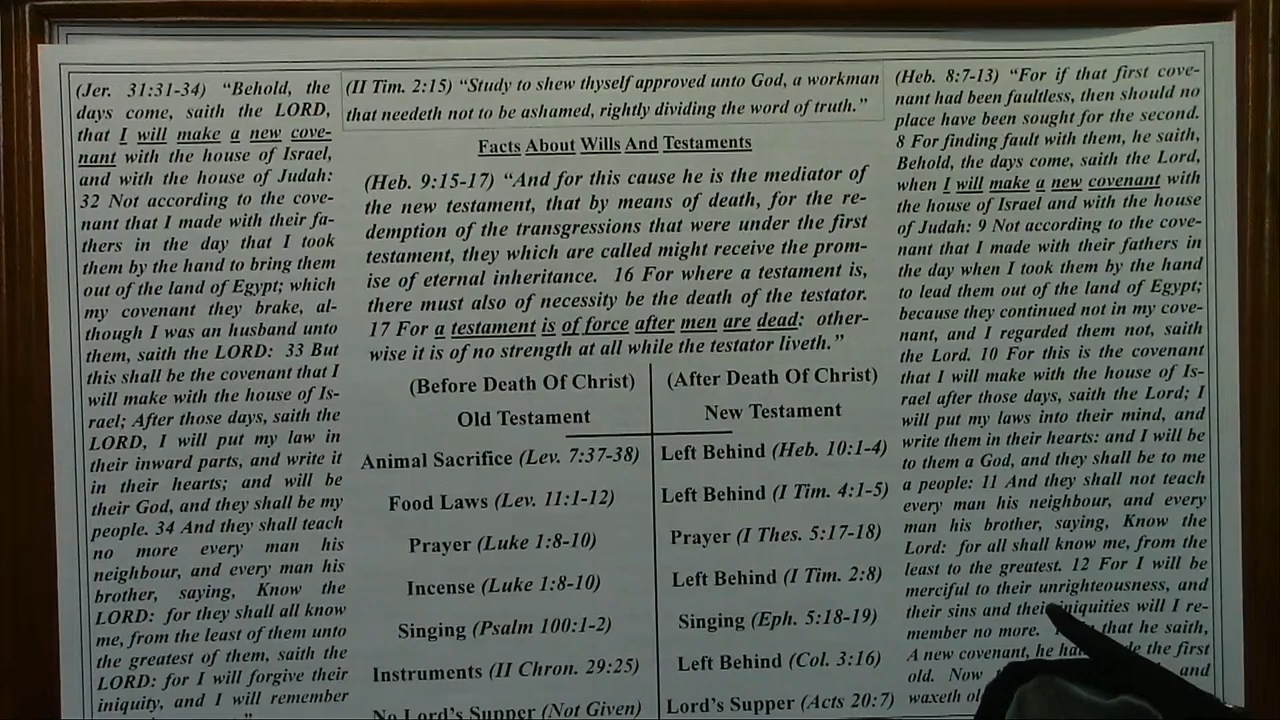 (Jer. 31:31-34) “Behold, the
days come, saith the LORD,
that I will make a new cove-
nant with the house of Israel,
and with the house of Judah:
32 Not according to the cove-
nant that I made with their fa-
thers in the day that I took
them by the hand to bring them
out of the land of Egypt; which
my covenant they brake, al-
though I was an husband unto
them, saith the LORD: 33 But
this shall be the covenant that I
will make with the house of Is-
rael; After those days, saith the
LORD, I will put my law in
their inward parts, and write it
in their hearts; and will be
their God, and they shall be my
people. 34 And they shall teach
no more every man his
neighbour, and every man his
brother, saying, Know the
LORD: for they shall all know
me, from the least of them unto
the greatest of them, saith the
LORD: for I will forgive their
iniquity, and I will remember
(II Tim. 2:15) “Study to shew thyself approved unto God, a workman
that needeth not to be ashamed, rightly dividing the word of truth.”
Facts About Wills And Testaments
(Heb. 9:15-17) “And for this cause he is the mediator of
the new testament, that by means of death, for the re-
demption of the transgressions that were under the first
testament, they which are called might receive the prom-
ise of eternal inheritance. 16 For where a testament is,
there must also of necessity be the death of the testator.
17 For a testament is of force after men are dead: other-
wise it is of no strength at all while the testator liveth.”
(Before Death Of Christ) (After Death Of Christ)
Old Testament New Testament
Animal Sacrifice (Lev. 7:37-38) Left Behind (Heb. 10:1-4)
Food Laws (Lev. 11:1-12) Left Behind (I Tim. 4:1-5)
Prayer (Luke 1:8-10) Prayer (I Thes. 5:17-18)
Incense (Luke 1:8-10) Left Behind (I Tim. 2:8)
Singing (Psalm 100:1-2) Singing (Eph. 5:18-19)
Instruments (II Chron. 29:25) Left Behind (Col. 3:16)
No Lord's Supper (Not Given) Lord's Supper (Acts 20:7)
(Heb. 8:7-13) “For if that first cove-
nant had been faultless, then should no
place have been sought for the second.
8 For finding fault with them, he saith,
Behold, the days come, saith the Lord,
when I will make a new covenant with
the house of Israel and with the house
of Judah: 9 Not according to the cove-
nant that I made with their fathers in
the day when I took them by the hand
to lead them out of the land of Egypt;
because they continued not in my cove-
nant, and I regarded them not, saith
the Lord. 10 For this is the covenant
that I will make with the house of Is-
rael after those days, saith the Lord; I
will put my laws into their mind, and
write them in their hearts: and I will be
to them a God, and they shall be to me
a people: 11 And they shall not teach
every man his neighbour, and every
man his brother, saying, Know the
Lord: for all shall know me, from the
least to the greatest. 12 For I will be
merciful to their unrighteousness, and
their sins and their iniquities will I re-
member no more. that he saith,
A new covenant, he the first
old. Now and
waxeth